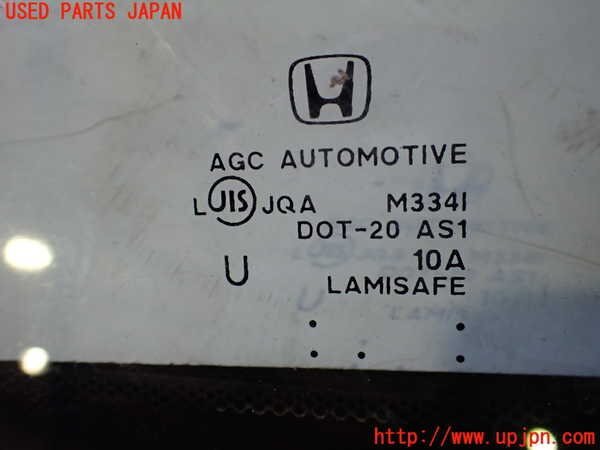 USED PARTS JAPAN
AGC AUTOMOTIVE
L JIS JQA M334I
DOT-20 AS1
U 10A
LAMISAFE
http://www.upjpn.com/